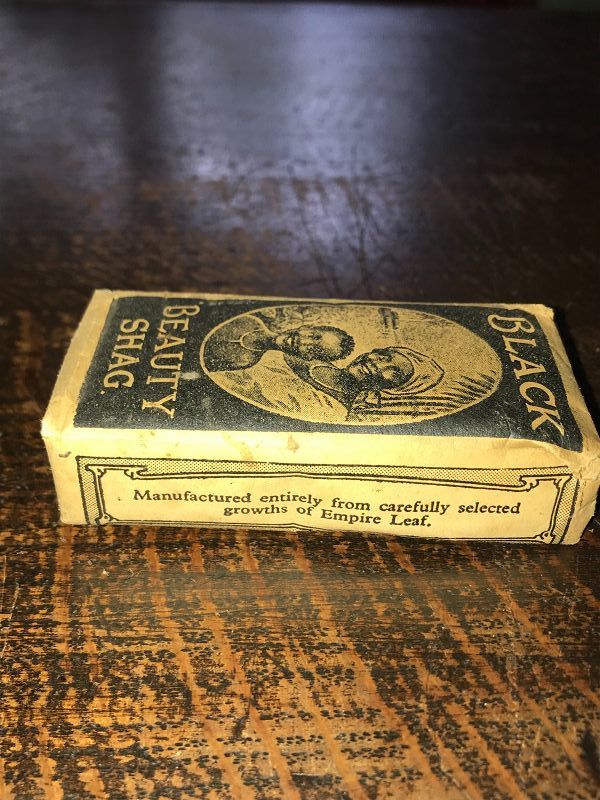 BLACK
BEAUTY
SHAG.
Manufactured entirely from carefully selected
growths of Empire Leaf.